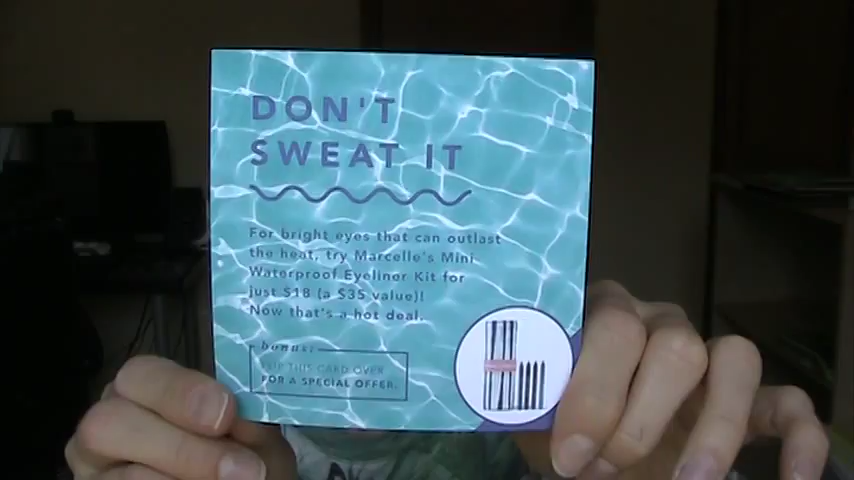 DON'T
SWEAT IT
For bright eyes that can outlast
the heat, try Marcelle's Mini
Waterproof Eyeliner Kit for
just $18 (a $35 value)!
Now that's a hot deal.
bonus:
FLIP THIS CARD OVER
FOR A SPECIAL OFFER.